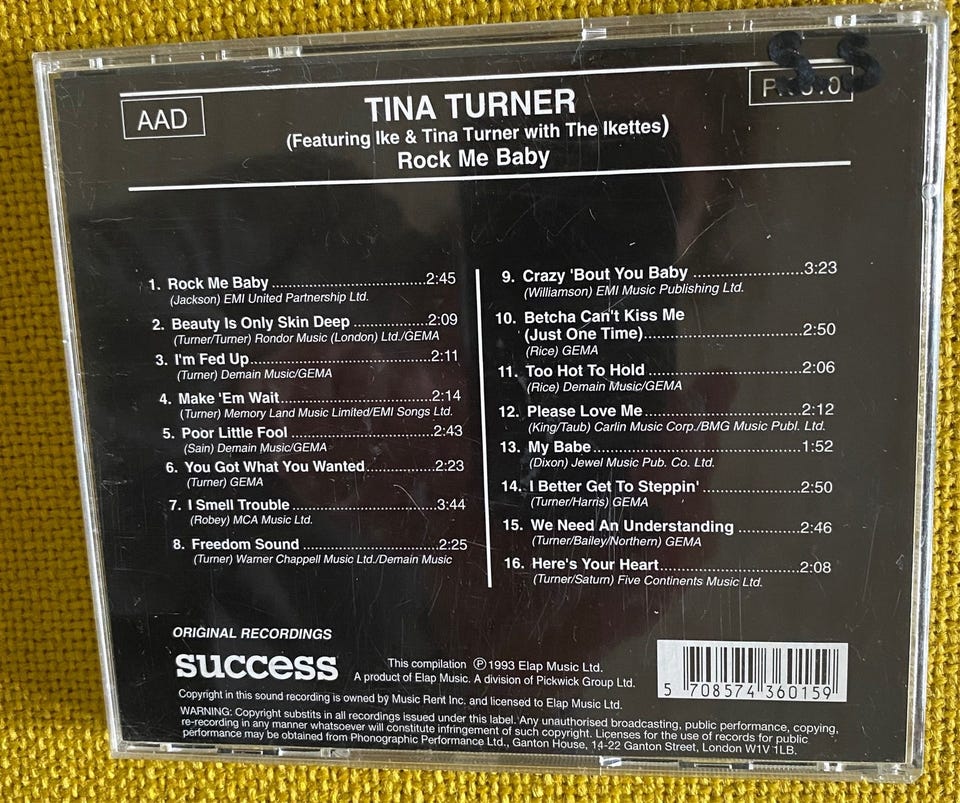 S S
AAD
TINA TURNER
(Featuring Ike & Tina Turner with The Ikettes)
Rock Me Baby
1. Rock Me Baby ..................................2:45
(Jackson) EMI United Partnership Ltd.
2. Beauty Is Only Skin Deep ..................2:09
(Turner/Turner) Rondor Music (London) Ltd./GEMA
3. I'm Fed Up........................................2:11
(Turner) Demain Music/GEMA
4. Make 'Em Wait..................................2:14
(Turner) Memory Land Music Limited/EMI Songs Ltd.
5. Poor Little Fool ................................2:43
(Sain) Demain Music/GEMA
6. You Got What You Wanted...............2:23
(Turner) GEMA
7. I Smell Trouble ................................3:44
(Robey) MCA Music Ltd.
8. Freedom Sound ..............................2:25
(Turner) Warner Chappell Music Ltd./Demain Music
9. Crazy 'Bout You Baby ........................3:23
(Williamson) EMI Music Publishing Ltd.
10. Betcha Can't Kiss Me
(Just One Time)..................................2:50
(Rice) GEMA
11. Too Hot To Hold ................................2:06
(Rice) Demain Music/GEMA
12. Please Love Me..................................2:12
(King/Taub) Carlin Music Corp./BMG Music Publ. Ltd.
13. My Babe..............................................1:52
(Dixon) Jewel Music Pub. Co. Ltd.
14. I Better Get To Steppin' .....................2:50
(Turner/Harris) GEMA
15. We Need An Understanding .............2:46
(Turner/Bailey/Northern) GEMA
16. Here's Your Heart...............................2:08
(Turner/Saturn) Five Continents Music Ltd.
ORIGINAL RECORDINGS
success
This compilation Ⓟ 1993 Elap Music Ltd.
A product of Elap Music. A division of Pickwick Group Ltd.
5 708574 360159
Copyright in this sound recording is owned by Music Rent Inc. and licensed to Elap Music Ltd.
WARNING: Copyright substits in all recordings issued under this label. Any unauthorised broadcasting, public performance, copying,
re-recording in any manner whatsoever will constitute infringement of such copyright. Licenses for the use of records for public
performance may be obtained from Phonographic Performance Ltd., Ganton House, 14-22 Ganton Street, London W1V 1LB.